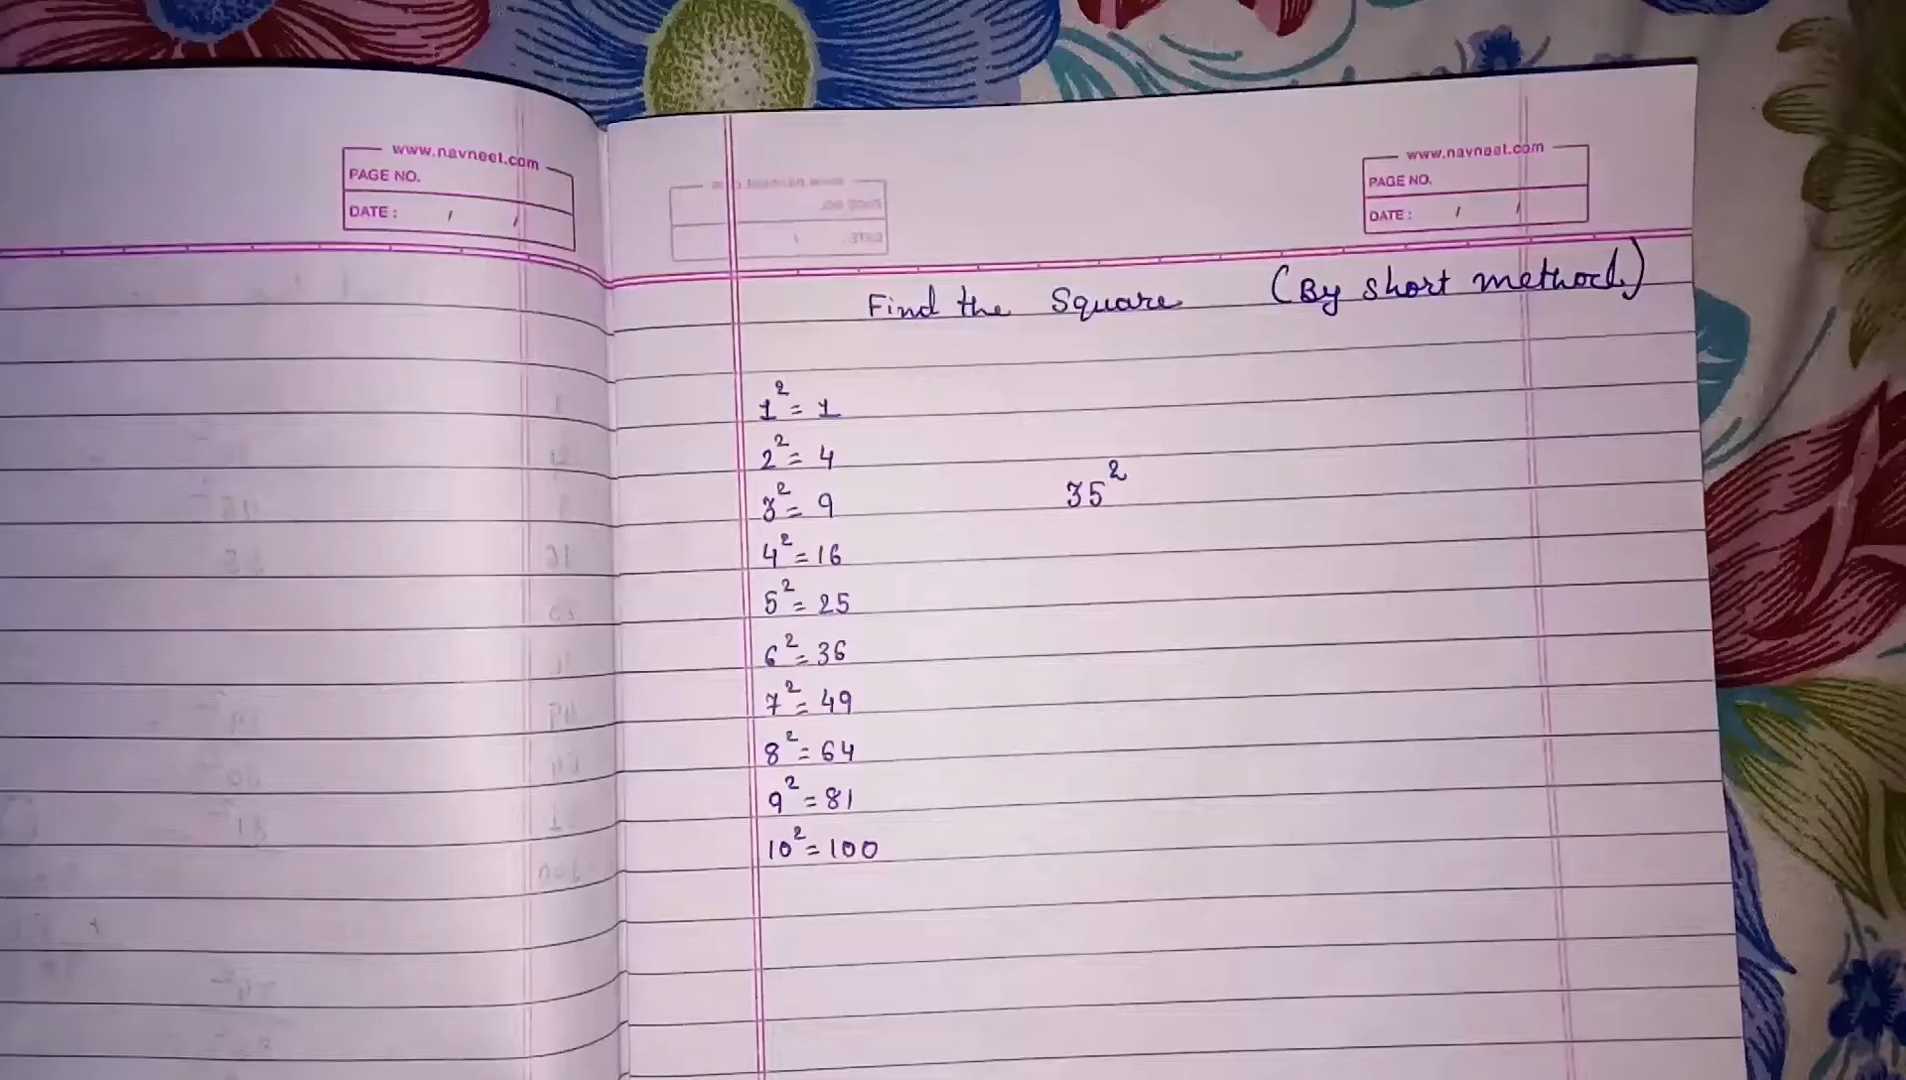 www.navneet.com
PAGE NO.
DATE : / /
www.navneet.com
PAGE NO.
DATE : / /
Find the Square (By short method.)
1² = 1
2² = 4
3² = 9
35²
4² = 16
5² = 25
6² = 36
7² = 49
8² = 64
9² = 81
10² = 100